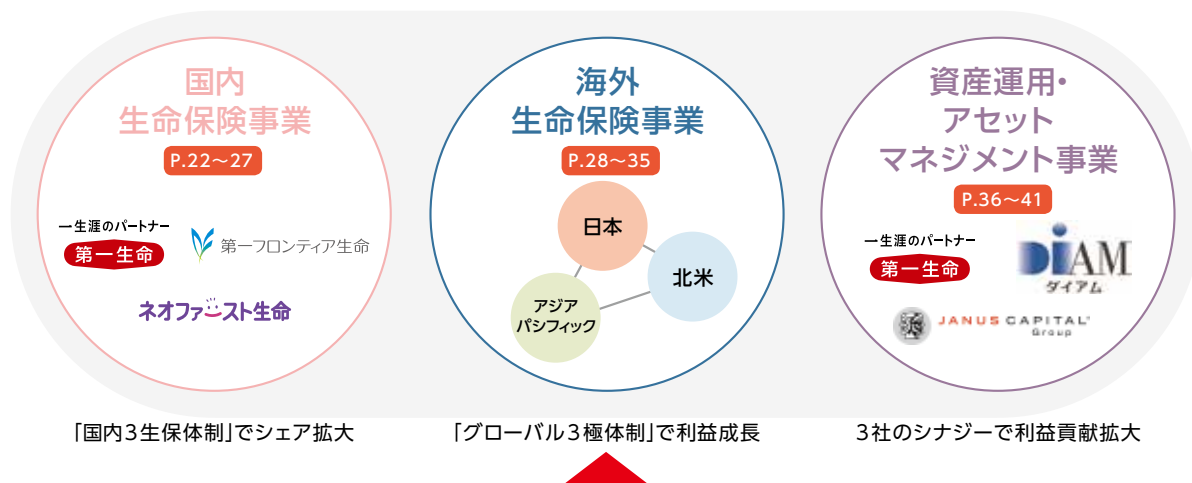 国内
生命保険事業
P.22～27
一生涯のパートナー
第一生命
第一フロンティア生命
ネオファースト生命
「国内3生保体制」でシェア拡大
海外
生命保険事業
P.28～35
日本
北米
アジア
パシフィック
「グローバル3極体制」で利益成長
資産運用・
アセット
マネジメント事業
P.36～41
一生涯のパートナー
第一生命
DIAM
ダイアム
JANUS CAPITAL
Group
3社のシナジーで利益貢献拡大